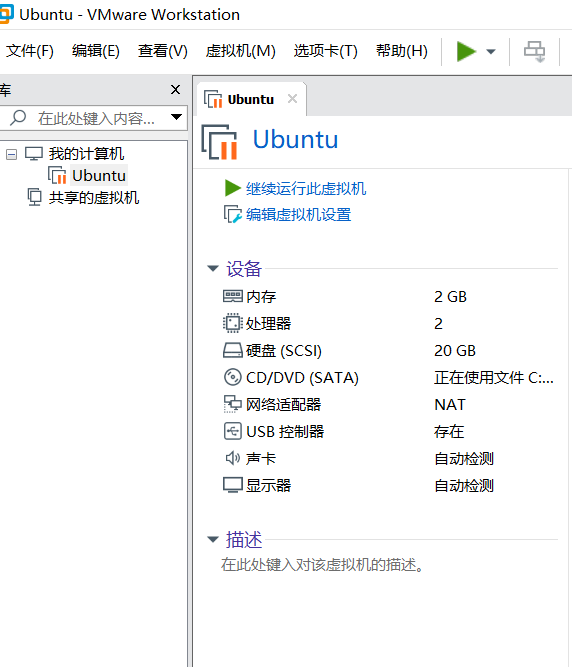 Ubuntu - VMware Workstation
文件(F) 编辑(E) 查看(V) 虚拟机(M) 选项卡(T) 帮助(H)
库
在此处键入内容...
我的计算机
Ubuntu
共享的虚拟机
Ubuntu
Ubuntu
继续运行此虚拟机
编辑虚拟机设置
设备
内存 2 GB
处理器 2
硬盘 (SCSI) 20 GB
CD/DVD (SATA) 正在使用文件 C:...
网络适配器 NAT
USB 控制器 存在
声卡 自动检测
显示器 自动检测
描述
在此处键入对该虚拟机的描述。